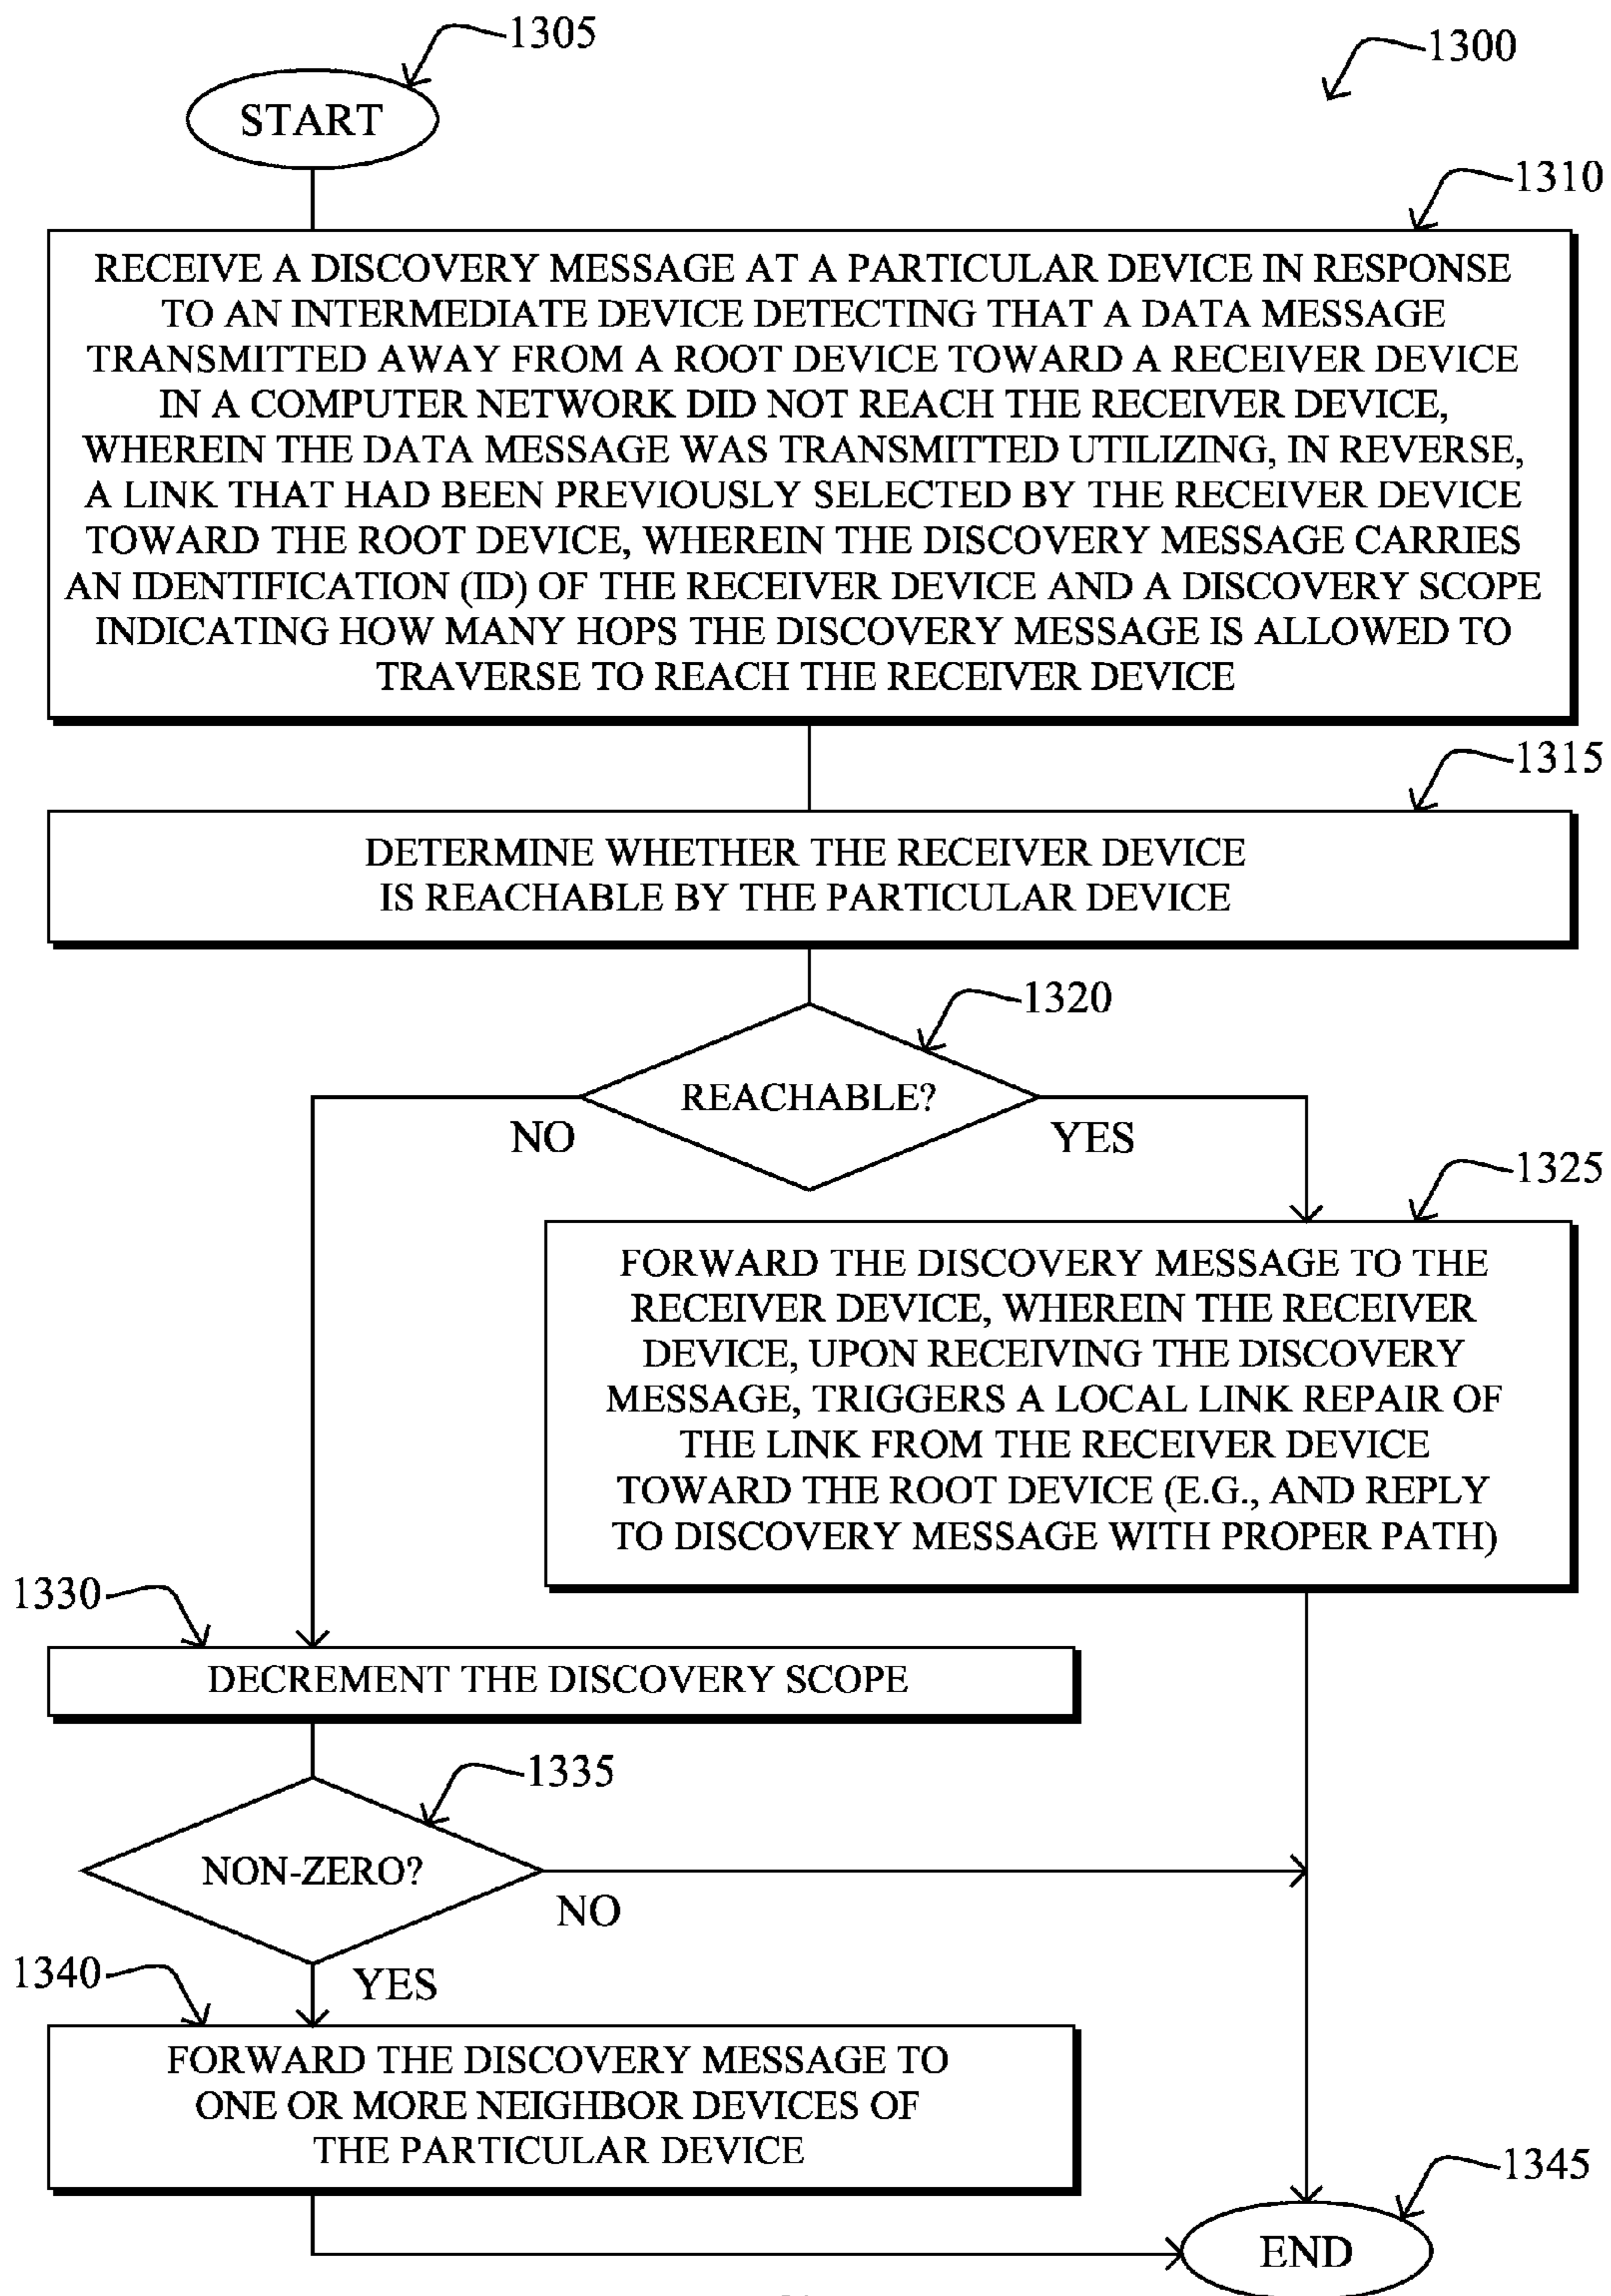 1305
1300
START
1310
RECEIVE A DISCOVERY MESSAGE AT A PARTICULAR DEVICE IN RESPONSE
TO AN INTERMEDIATE DEVICE DETECTING THAT A DATA MESSAGE
TRANSMITTED AWAY FROM A ROOT DEVICE TOWARD A RECEIVER DEVICE
IN A COMPUTER NETWORK DID NOT REACH THE RECEIVER DEVICE,
WHEREIN THE DATA MESSAGE WAS TRANSMITTED UTILIZING, IN REVERSE,
A LINK THAT HAD BEEN PREVIOUSLY SELECTED BY THE RECEIVER DEVICE
TOWARD THE ROOT DEVICE, WHEREIN THE DISCOVERY MESSAGE CARRIES
AN IDENTIFICATION (ID) OF THE RECEIVER DEVICE AND A DISCOVERY SCOPE
INDICATING HOW MANY HOPS THE DISCOVERY MESSAGE IS ALLOWED TO
TRAVERSE TO REACH THE RECEIVER DEVICE
1315
DETERMINE WHETHER THE RECEIVER DEVICE
IS REACHABLE BY THE PARTICULAR DEVICE
1320
REACHABLE?
NO
YES
1325
FORWARD THE DISCOVERY MESSAGE TO THE
RECEIVER DEVICE, WHEREIN THE RECEIVER
DEVICE, UPON RECEIVING THE DISCOVERY
MESSAGE, TRIGGERS A LOCAL LINK REPAIR OF
THE LINK FROM THE RECEIVER DEVICE
TOWARD THE ROOT DEVICE (E.G., AND REPLY
TO DISCOVERY MESSAGE WITH PROPER PATH)
1330
DECREMENT THE DISCOVERY SCOPE
1335
NON-ZERO?
NO
1340
YES
FORWARD THE DISCOVERY MESSAGE TO
ONE OR MORE NEIGHBOR DEVICES OF
THE PARTICULAR DEVICE
1345
END